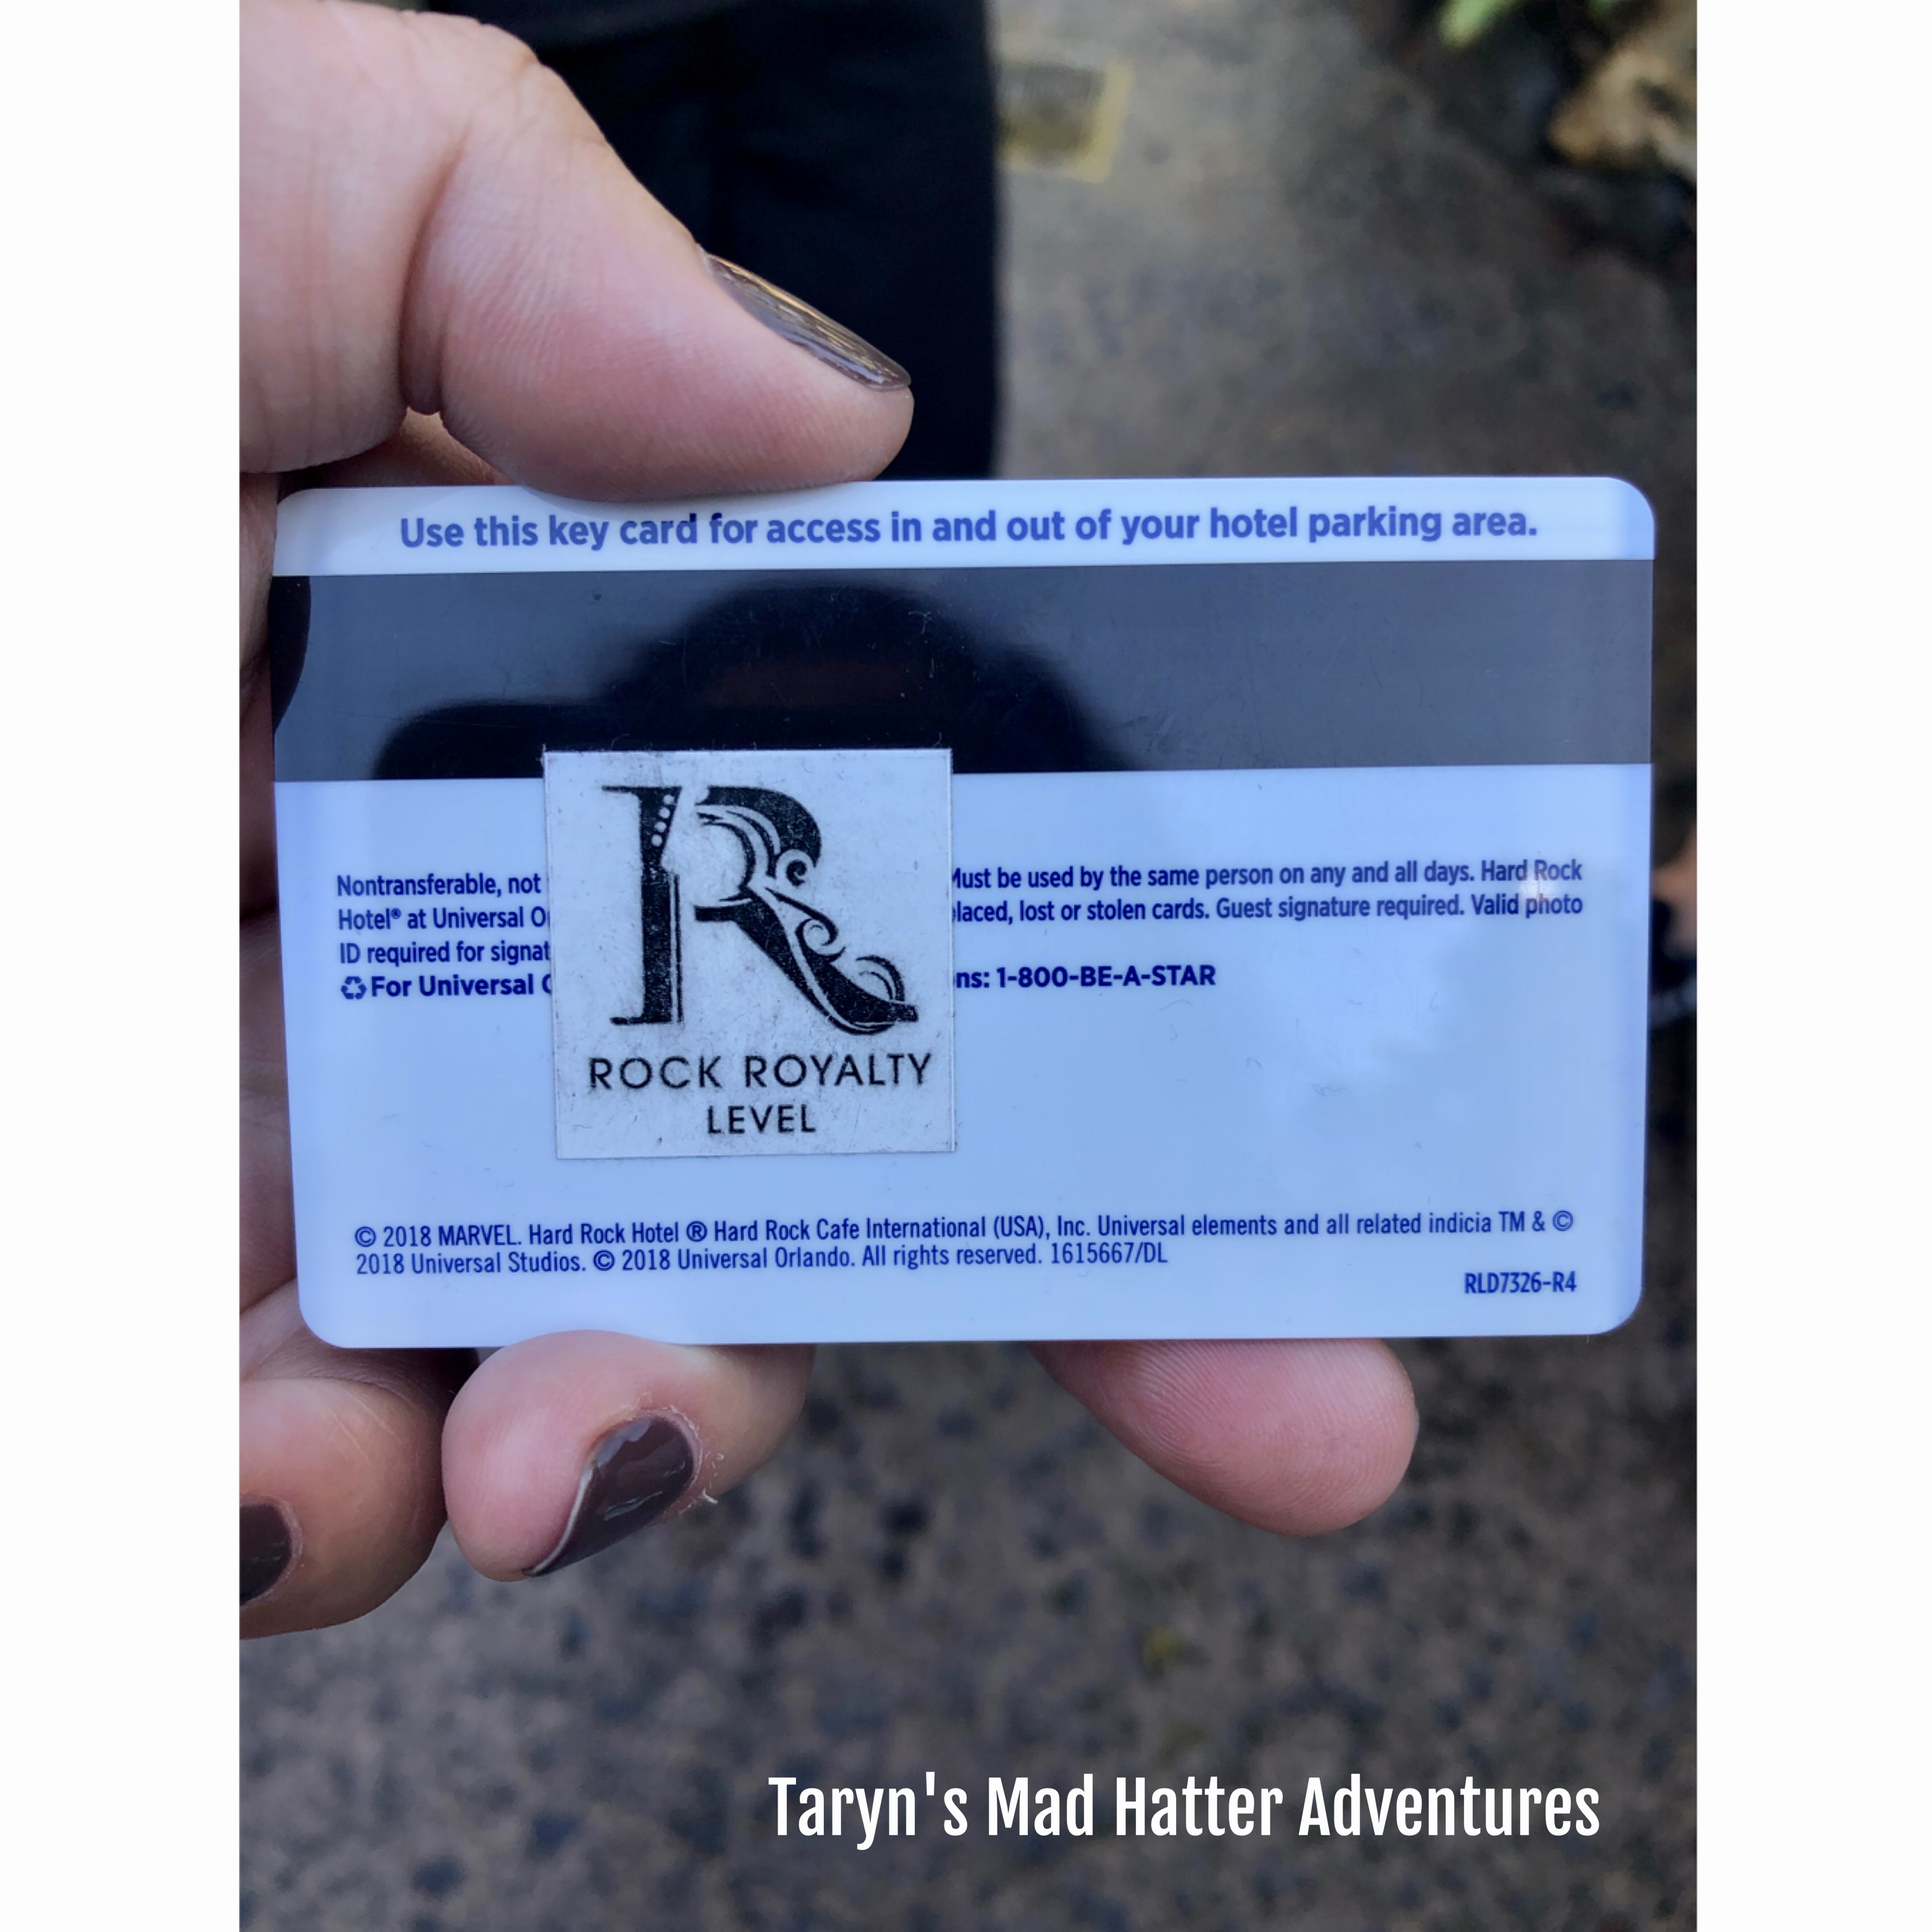 Use this key card for access in and out of your hotel parking area.
Nontransferable, not Must be used by the same person on any and all days. Hard Rock
Hotel® at Universal lost or stolen cards. Guest signature required. Valid photo
ID required for
♻ For Universal 1-800-BE-A-STAR
R
ROCK ROYALTY
LEVEL
© 2018 MARVEL. Hard Rock Hotel ® Hard Rock Cafe International (USA), Inc. Universal elements and all related indicia TM & ©
2018 Universal Studios. © 2018 Universal Orlando. All rights reserved. 1615667/DL
RLD7326-R4
Taryn's Mad Hatter Adventures